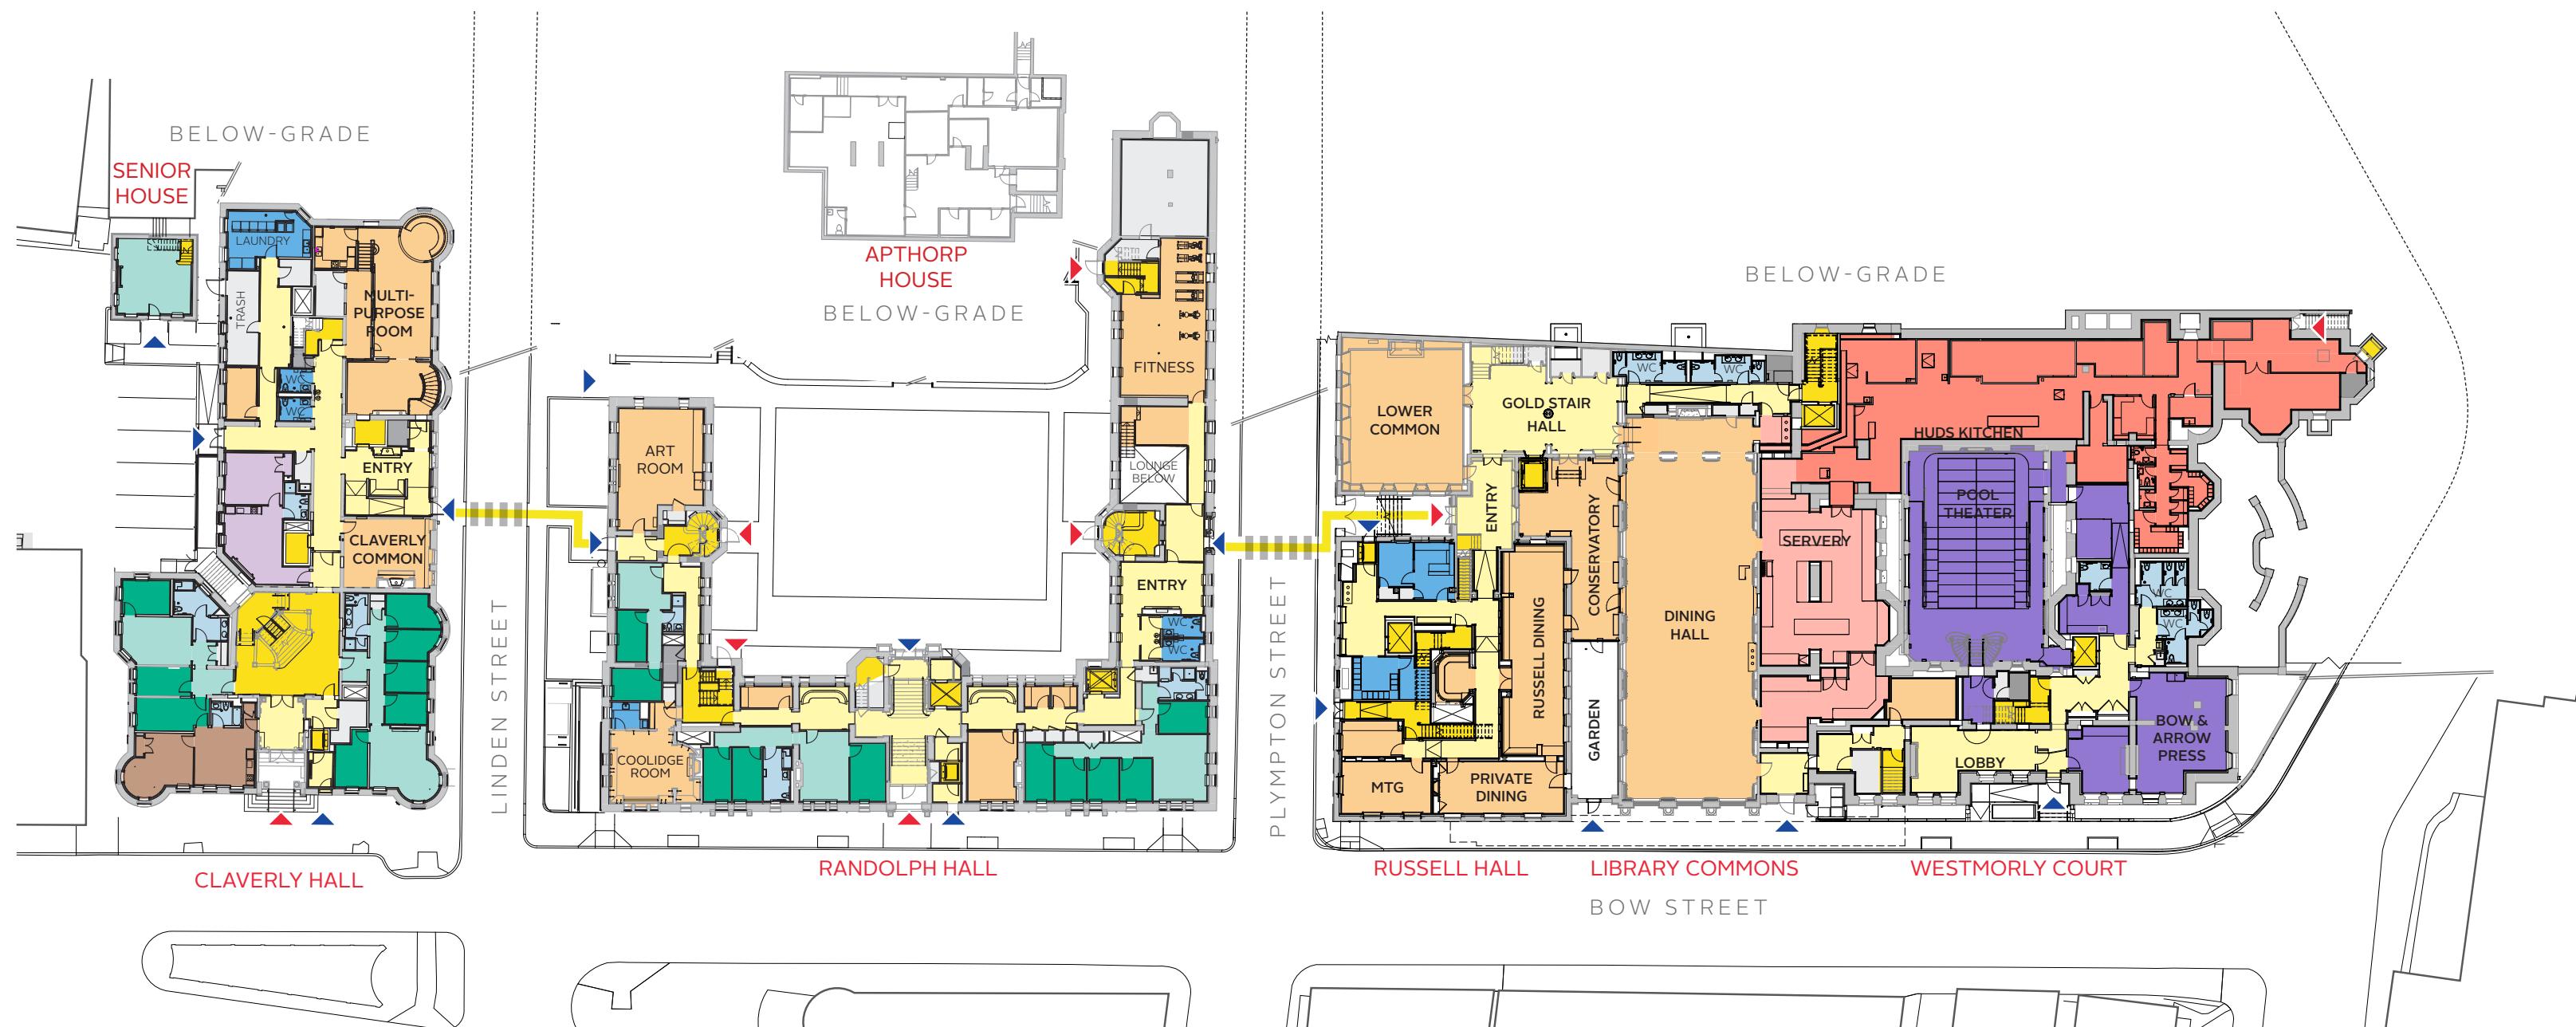 BELOW-GRADE
SENIOR
HOUSE
LAUNDRY
TRASH
MULTI-
PURPOSE
ROOM
WC
WC
ENTRY
CLAVERLY
COMMON
CLAVERLY HALL
LINDEN STREET
APTHORP
HOUSE
BELOW-GRADE
FITNESS
ART
ROOM
LOUNGE
BELOW
ENTRY
WC
WC
COOLIDGE
ROOM
RANDOLPH HALL
PLYMPTON STREET
BELOW-GRADE
LOWER
COMMON
GOLD STAIR
HALL
WC
WC
ENTRY
CONSERVATORY
RUSSELL DINING
GARDEN
DINING
HALL
MTG
PRIVATE
DINING
HUDS KITCHEN
SERVERY
POOL
THEATER
WC
WC
LOBBY
BOW &
ARROW
PRESS
RUSSELL HALL
LIBRARY COMMONS
WESTMORLY COURT
BOW STREET